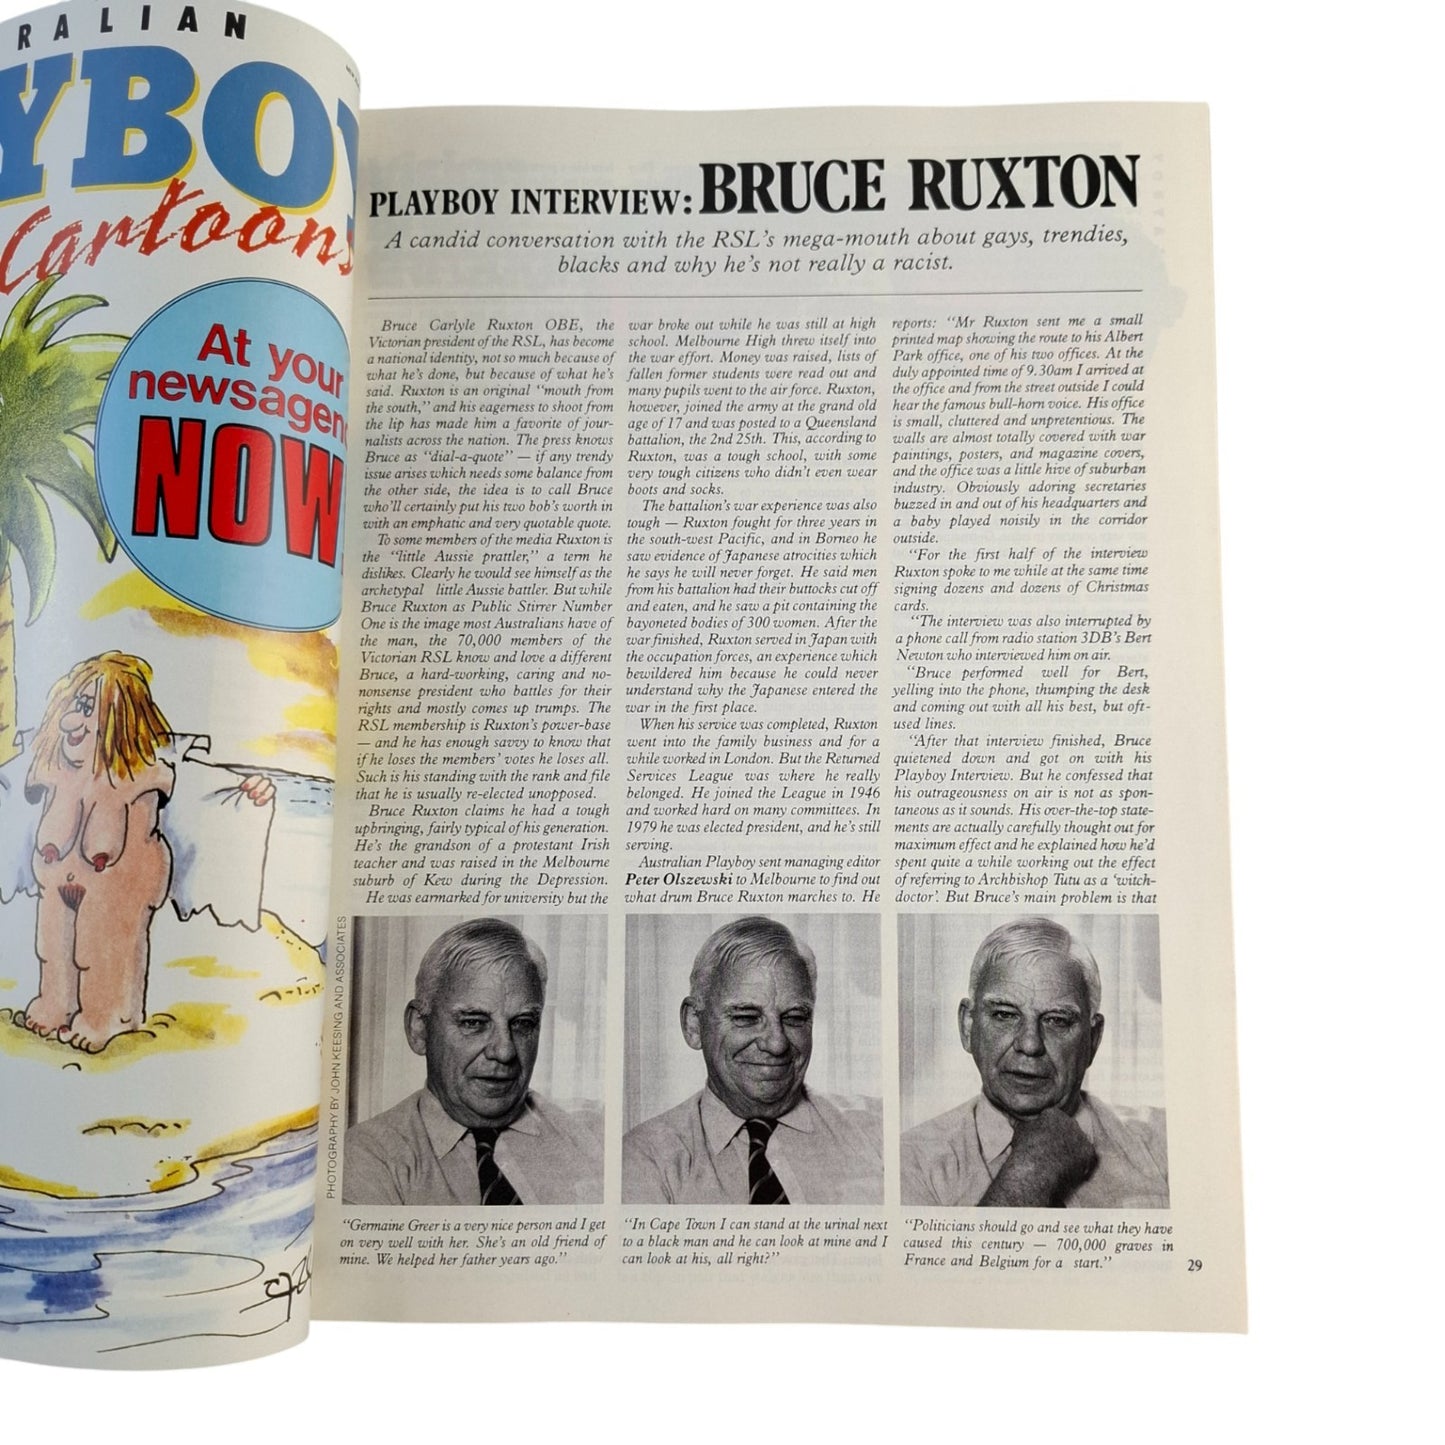 RALIAN
YBOY
Cartoons
At your
newsagen
NOW
PLAYBOY INTERVIEW: BRUCE RUXTON
A candid conversation with the RSL's mega-mouth about gays, trendies,
blacks and why he's not really a racist.
Bruce Carlyle Ruxton OBE, the
Victorian president of the RSL, has become
a national identity, not so much because of
what he's done, but because of what he's
said. Ruxton is an original "mouth from
the south," and his eagerness to shoot from
the lip has made him a favorite of jour-
nalists across the nation. The press knows
Bruce as "dial-a-quote" — if any trendy
issue arises which needs some balance from
the other side, the idea is to call Bruce
who'll certainly put his two bob's worth in
with an emphatic and very quotable quote.
To some members of the media Ruxton is
the "little Aussie prattler," a term he
dislikes. Clearly he would see himself as the
archetypal little Aussie battler. But while
Bruce Ruxton as Public Stirrer Number
One is the image most Australians have of
the man, the 70,000 members of the
Victorian RSL know and love a different
Bruce, a hard-working, caring and no-
nonsense president who battles for their
rights and mostly comes up trumps. The
RSL membership is Ruxton's power-base
— and he has enough savvy to know that
if he loses the members' votes he loses all.
Such is his standing with the rank and file
that he is usually re-elected unopposed.
Bruce Ruxton claims he had a tough
upbringing, fairly typical of his generation.
He's the grandson of a protestant Irish
teacher and was raised in the Melbourne
suburb of Kew during the Depression.
He was earmarked for university but the
war broke out while he was still at high
school. Melbourne High threw itself into
the war effort. Money was raised, lists of
fallen former students were read out and
many pupils went to the air force. Ruxton,
however, joined the army at the grand old
age of 17 and was posted to a Queensland
battalion, the 2nd 25th. This, according to
Ruxton, was a tough school, with some
very tough citizens who didn't even wear
boots and socks.
The battalion's war experience was also
tough — Ruxton fought for three years in
the south-west Pacific, and in Borneo he
saw evidence of Japanese atrocities which
he says he will never forget. He said men
from his battalion had their buttocks cut off
and eaten, and he saw a pit containing the
bayoneted bodies of 300 women. After the
war finished, Ruxton served in Japan with
the occupation forces, an experience which
bewildered him because he could never
understand why the Japanese entered the
war in the first place.
When his service was completed, Ruxton
went into the family business and for a
while worked in London. But the Returned
Services League was where he really
belonged. He joined the League in 1946
and worked hard on many committees. In
1979 he was elected president, and he's still
serving.
Australian Playboy sent managing editor
Peter Olszewski to Melbourne to find out
what drum Bruce Ruxton marches to. He
reports: "Mr Ruxton sent me a small
printed map showing the route to his Albert
Park office, one of his two offices. At the
duly appointed time of 9.30am I arrived at
the office and from the street outside I could
hear the famous bull-horn voice. His office
is small, cluttered and unpretentious. The
walls are almost totally covered with war
paintings, posters, and magazine covers,
and the office was a little hive of suburban
industry. Obviously adoring secretaries
buzzed in and out of his headquarters and
a baby played noisily in the corridor
outside.
"For the first half of the interview
Ruxton spoke to me while at the same time
signing dozens and dozens of Christmas
cards.
"The interview was also interrupted by
a phone call from radio station 3DB's Bert
Newton who interviewed him on air.
"Bruce performed well for Bert,
yelling into the phone, thumping the desk
and coming out with all his best, but oft-
used lines.
"After that interview finished, Bruce
quietened down and got on with his
Playboy Interview. But he confessed that
his outrageousness on air is not as spon-
taneous as it sounds. His over-the-top state-
ments are actually carefully thought out for
maximum effect and he explained how he'd
spent quite a while working out the effect
of referring to Archbishop Tutu as a 'witch-
doctor'. But Bruce's main problem is that
PHOTOGRAPHY BY JOHN KEESING AND ASSOCIATES
"Germaine Greer is a very nice person and I get
on very well with her. She's an old friend of
mine. We helped her father years ago."
"In Cape Town I can stand at the urinal next
to a black man and he can look at mine and I
can look at his, all right?"
"Politicians should go and see what they have
caused this century — 700,000 graves in
France and Belgium for a start."
29